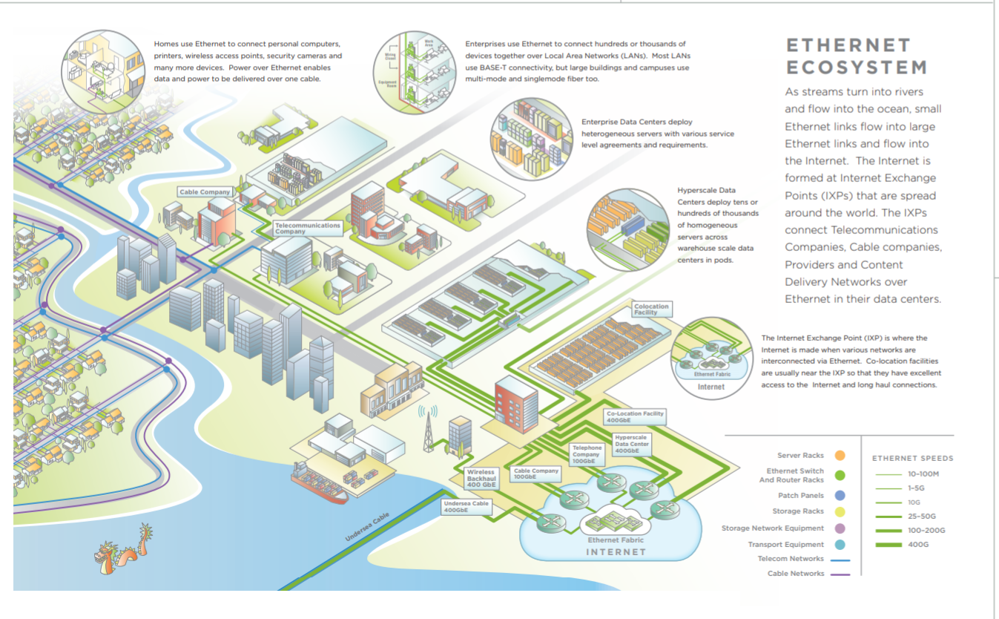 Homes use Ethernet to connect personal computers,
printers, wireless access points, security cameras and
many more devices.  Power over Ethernet enables
data and power to be delivered over one cable.
Wiring
Closet
Work
Area
Equipment
Room
Enterprises use Ethernet to connect hundreds or thousands of
devices together over Local Area Networks (LANs).  Most LANs
use BASE-T connectivity, but large buildings and campuses use
multi-mode and singlemode fiber too.
ETHERNET
ECOSYSTEM
As streams turn into rivers
and flow into the ocean, small
Ethernet links flow into large
Ethernet links and flow into
the Internet.  The Internet is
formed at Internet Exchange
Points (IXPs) that are spread
around the world. The IXPs
connect Telecommunications
Companies, Cable companies,
Providers and Content
Delivery Networks over
Ethernet in their data centers.
Enterprise Data Centers deploy
heterogeneous servers with various service
level agreements and requirements.
Cable Company
Telecommunications
Company
Hyperscale Data
Centers deploy tens or
hundreds of thousands
of homogeneous
servers across
warehouse scale data
centers in pods.
Colocation
Facility
Ethernet Fabric
Internet
The Internet Exchange Point (IXP) is where the
Internet is made when various networks are
interconnected via Ethernet.  Co-location facilities
are usually near the IXP so that they have excellent
access to the  Internet and long haul connections.
Co-Location Facility
400GbE
Hyperscale
Data Center
400GbE
Telephone
Company
100GbE
Cable Company
100GbE
Wireless
Backhaul
400 GbE
Undersea Cable
400GbE
Undersea Cable
Ethernet Fabric
INTERNET
Server Racks
Ethernet Switch
And Router Racks
Patch Panels
Storage Racks
Storage Network Equipment
Transport Equipment
Telecom Networks
Cable Networks
ETHERNET SPEEDS
10–100M
1–5G
10G
25–50G
100–200G
400G